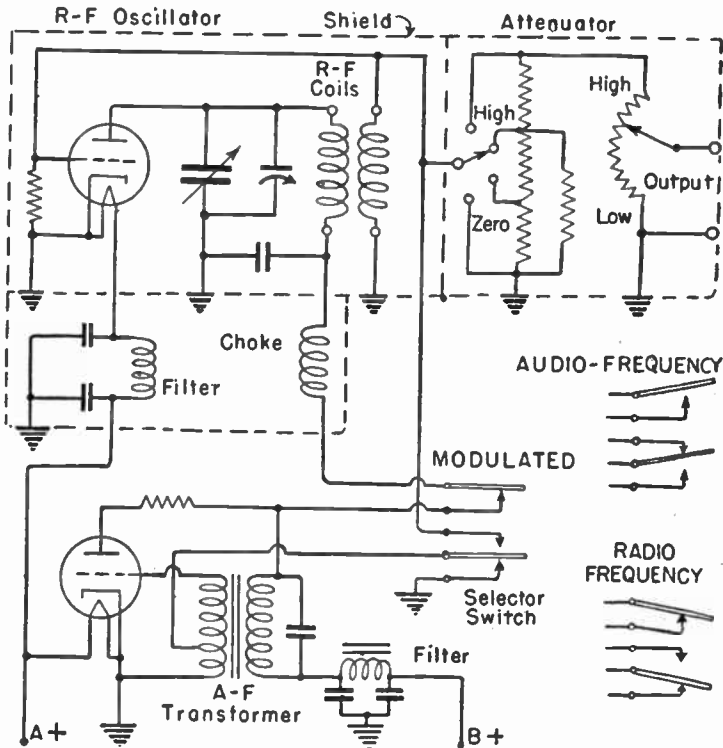 R-F Oscillator
Shield
Attenuator
R-F
Coils
High
High
Output
Zero
Low
Choke
Filter
AUDIO-FREQUENCY
MODULATED
RADIO
FREQUENCY
Selector
Switch
Filter
A-F
Transformer
A+
B+